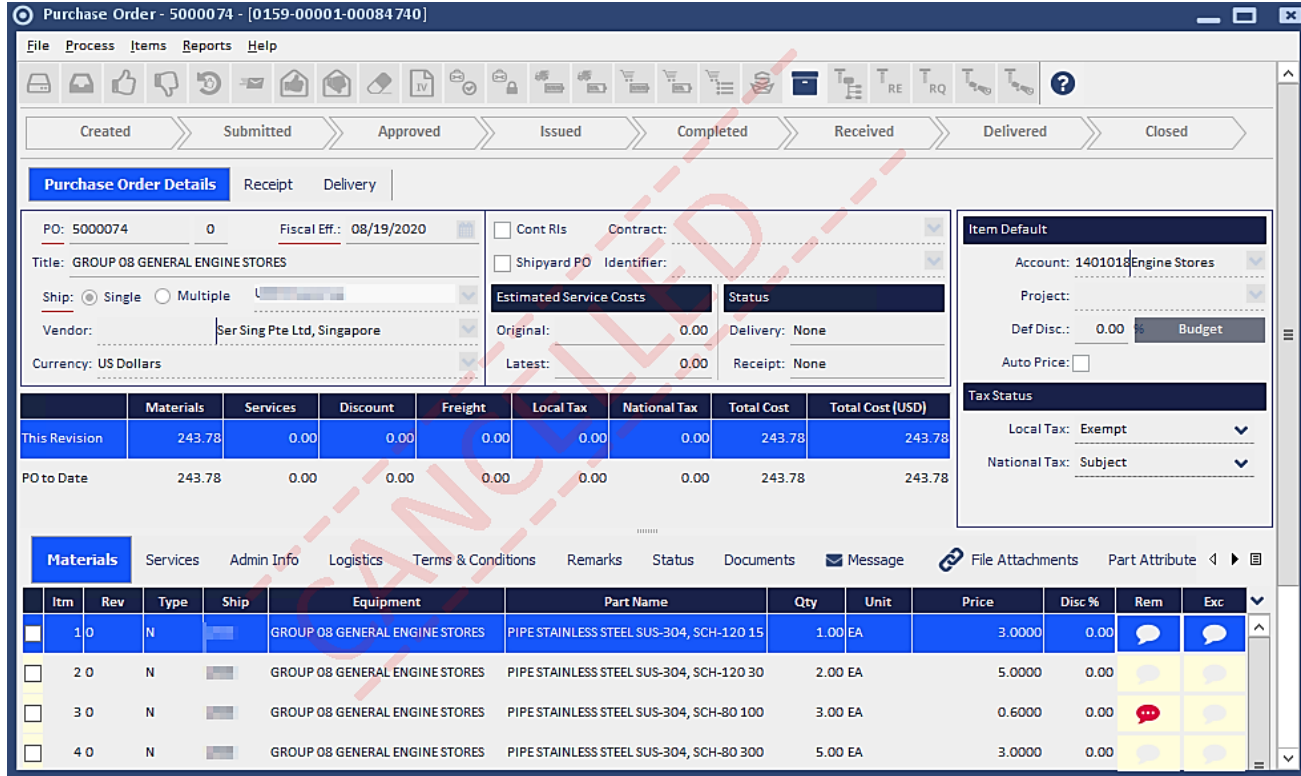 Purchase Order - 5000074 - [0159-00001-00084740]
File Process Items Reports Help
IV RE RQ ?
Created Submitted Approved Issued Completed Received Delivered Closed
Purchase Order Details Receipt Delivery
PO: 5000074 0 Fiscal Eff.: 08/19/2020 Cont Rls Contract: Item Default
Title: GROUP 08 GENERAL ENGINE STORES Shipyard PO Identifier: Account: 1401018 Engine Stores
Ship: Single Multiple Estimated Service Costs Status Project:
Vendor: Ser Sing Pte Ltd, Singapore Original: 0.00 Delivery: None Def Disc.: 0.00 % Budget
Currency: US Dollars Latest: 0.00 Receipt: None Auto Price:
Materials Services Discount Freight Local Tax National Tax Total Cost Total Cost (USD) Tax Status
This Revision 243.78 0.00 0.00 0.00 0.00 0.00 243.78 243.78 Local Tax: Exempt
PO to Date 243.78 0.00 0.00 0.00 0.00 0.00 243.78 243.78 National Tax: Subject
CANCELLED
Materials Services Admin Info Logistics Terms & Conditions Remarks Status Documents Message File Attachments Part Attribute
Itm Rev Type Ship Equipment Part Name Qty Unit Price Disc % Rem Exc
1 0 N GROUP 08 GENERAL ENGINE STORES PIPE STAINLESS STEEL SUS-304, SCH-120 15 1.00 EA 3.0000 0.00
2 0 N GROUP 08 GENERAL ENGINE STORES PIPE STAINLESS STEEL SUS-304, SCH-120 30 2.00 EA 5.0000 0.00
3 0 N GROUP 08 GENERAL ENGINE STORES PIPE STAINLESS STEEL SUS-304, SCH-80 100 3.00 EA 0.6000 0.00
4 0 N GROUP 08 GENERAL ENGINE STORES PIPE STAINLESS STEEL SUS-304, SCH-80 300 5.00 EA 3.0000 0.00